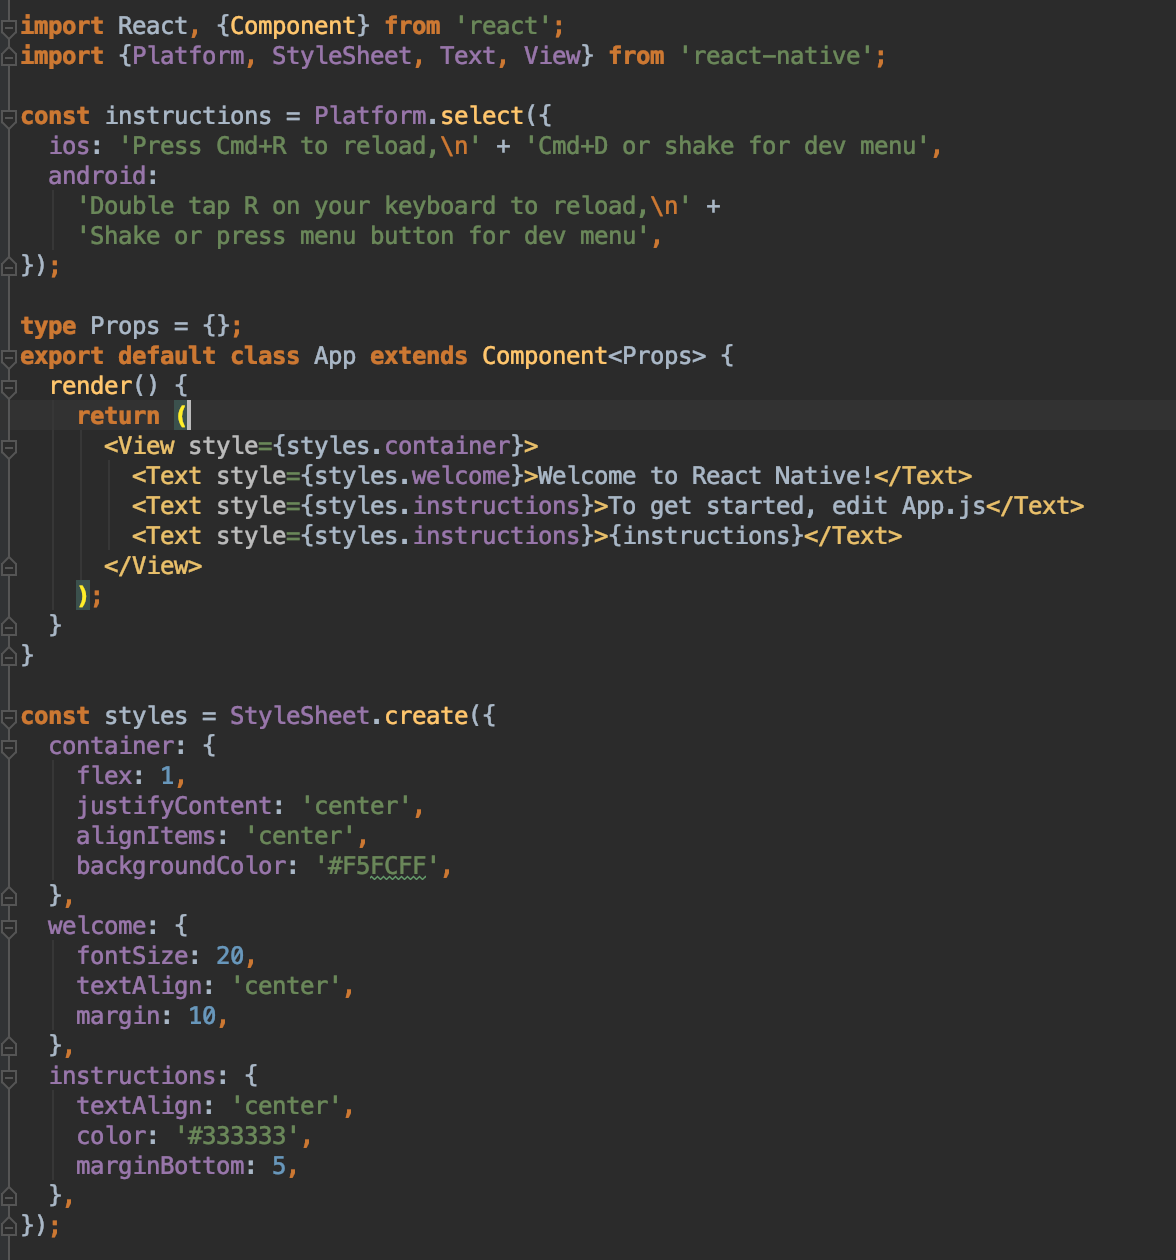 import React, {Component} from 'react';
import {Platform, StyleSheet, Text, View} from 'react-native';

const instructions = Platform.select({
  ios: 'Press Cmd+R to reload,\n' + 'Cmd+D or shake for dev menu',
  android:
    'Double tap R on your keyboard to reload,\n' +
    'Shake or press menu button for dev menu',
});

type Props = {};
export default class App extends Component<Props> {
  render() {
    return (
      <View style={styles.container}>
        <Text style={styles.welcome}>Welcome to React Native!</Text>
        <Text style={styles.instructions}>To get started, edit App.js</Text>
        <Text style={styles.instructions}>{instructions}</Text>
      </View>
    );
  }
}

const styles = StyleSheet.create({
  container: {
    flex: 1,
    justifyContent: 'center',
    alignItems: 'center',
    backgroundColor: '#F5FCFF',
  },
  welcome: {
    fontSize: 20,
    textAlign: 'center',
    margin: 10,
  },
  instructions: {
    textAlign: 'center',
    color: '#333333',
    marginBottom: 5,
  },
});